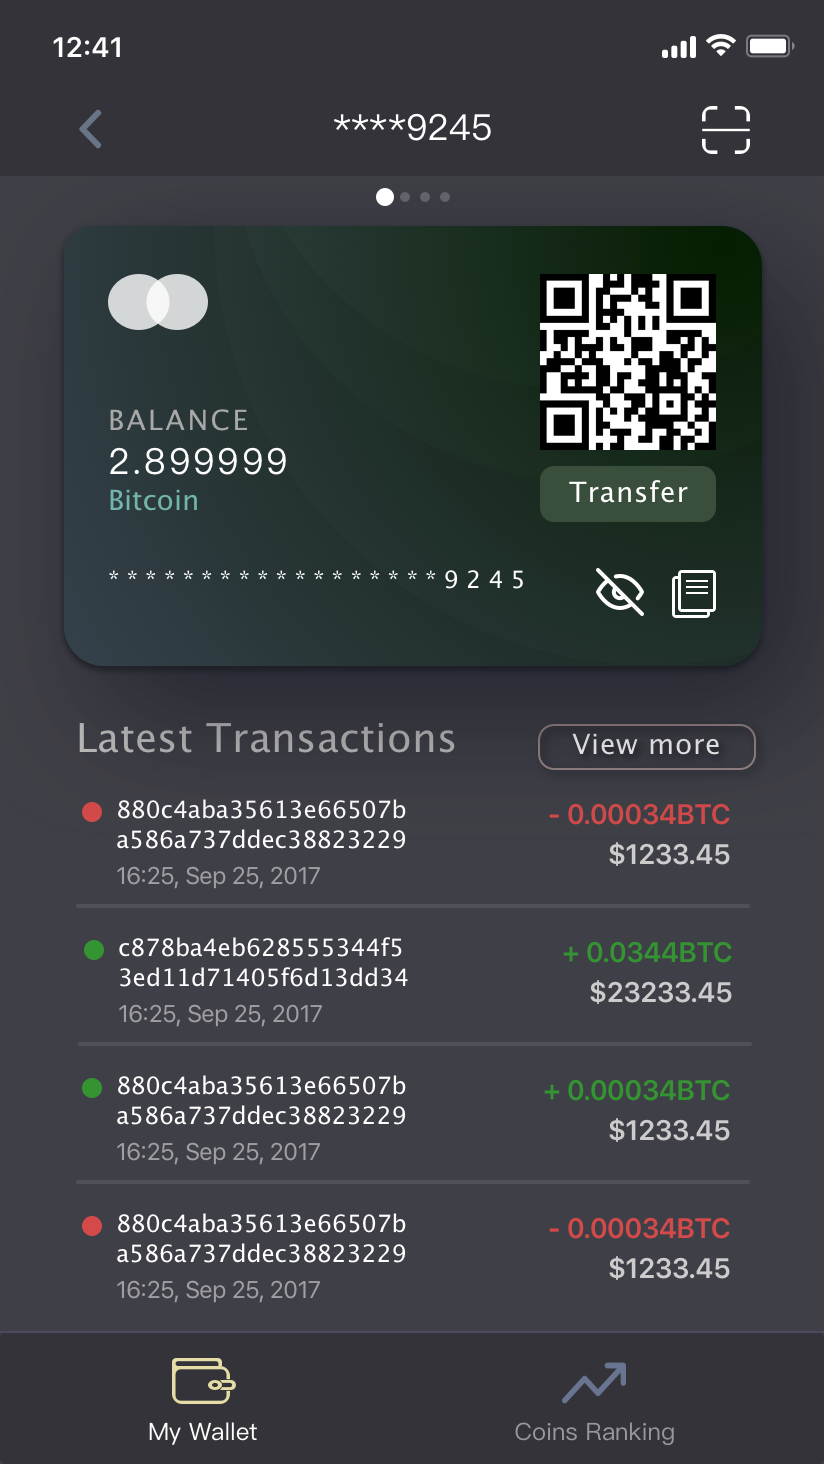 12:41
****9245
BALANCE
2.899999
Bitcoin
Transfer
******************9245
Latest Transactions
View more
880c4aba35613e66507b
a586a737ddec38823229
16:25, Sep 25, 2017
- 0.00034BTC
$1233.45
c878ba4eb628555344f5
3ed11d71405f6d13dd34
16:25, Sep 25, 2017
+ 0.0344BTC
$23233.45
880c4aba35613e66507b
a586a737ddec38823229
16:25, Sep 25, 2017
+ 0.00034BTC
$1233.45
880c4aba35613e66507b
a586a737ddec38823229
16:25, Sep 25, 2017
- 0.00034BTC
$1233.45
My Wallet
Coins Ranking